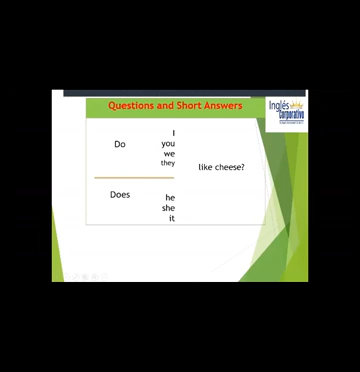 Questions and Short Answers
Inglés
Corporativo
I
Do
you
we
they
like cheese?
Does
he
she
it